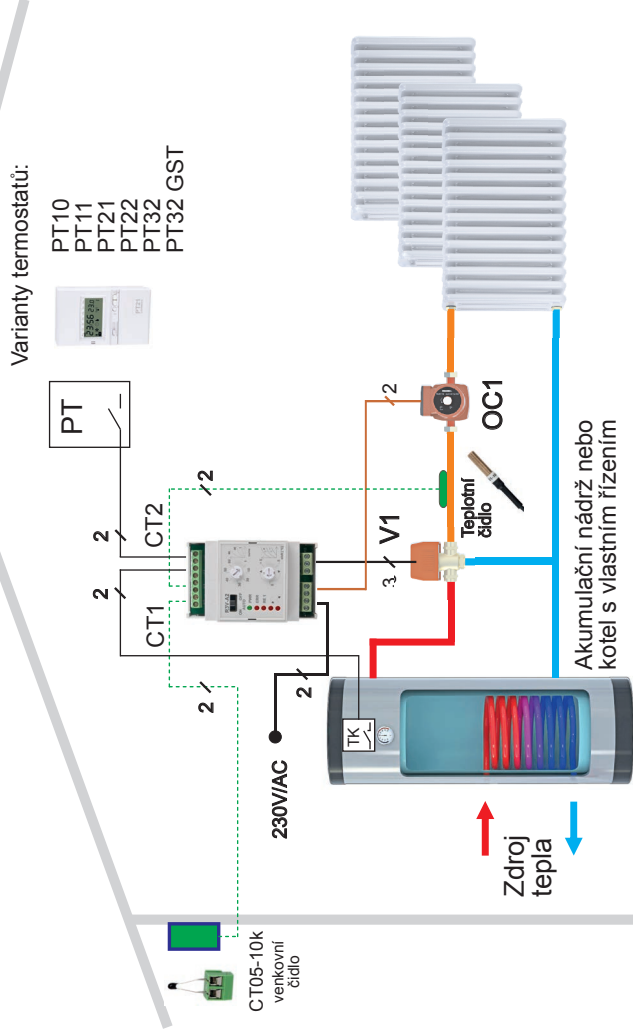 Varianty termostatů:
PT10
PT11
PT21
PT22
PT32
PT32 GST
PT
2
2
CT1
CT2
2
2
2
2
3
V1
OC1
Teplotní
čidlo
230V/AC
TK
Zdroj
tepla
Akumulační nádrž nebo
kotel s vlastním řízením
CT05-10k
venkovní
čidlo